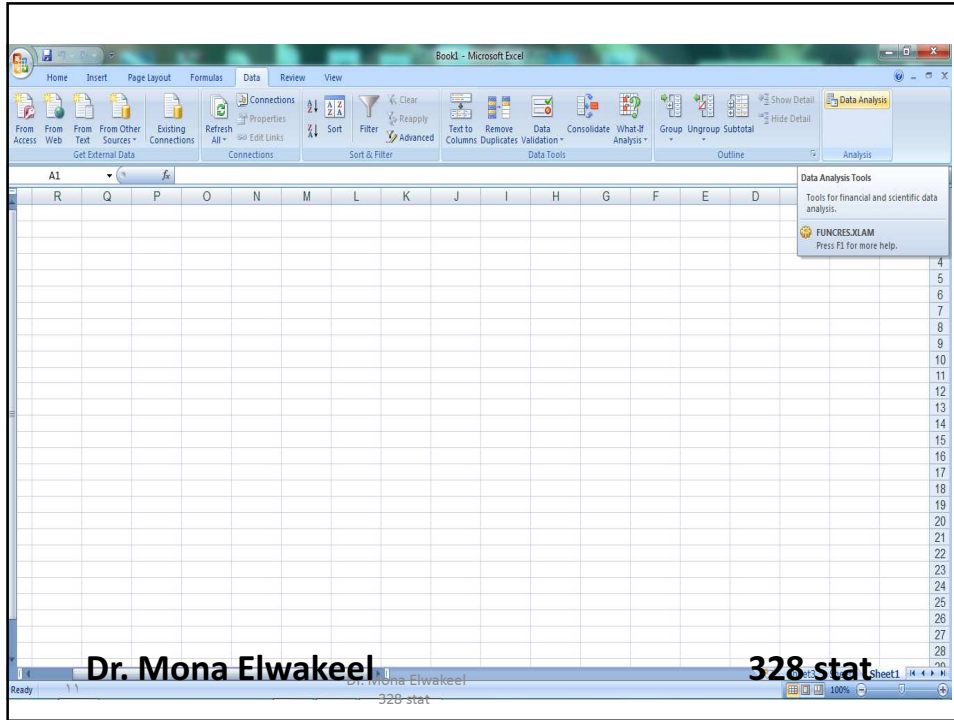 Book1 - Microsoft Excel
Home Insert Page Layout Formulas Data Review View
From Access From Web From Text From Other Sources Existing Connections
Get External Data
Refresh All Connections Properties Edit Links
Connections
Sort Filter Clear Reapply Advanced
Sort & Filter
Text to Columns Remove Duplicates Data Validation Consolidate What-If Analysis
Data Tools
Group Ungroup Subtotal Show Detail Hide Detail
Outline
Data Analysis
Analysis
A1 fx
Data Analysis Tools
Tools for financial and scientific data
analysis.
FUNCRES.XLAM
Press F1 for more help.
R Q P O N M L K J I H G F E D
4
5
6
7
8
9
10
11
12
13
14
15
16
17
18
19
20
21
22
23
24
25
26
27
28
Dr. Mona Elwakeel 328 stat
Dr. Mona Elwakeel
328 stat
Sheet1
Ready 100%